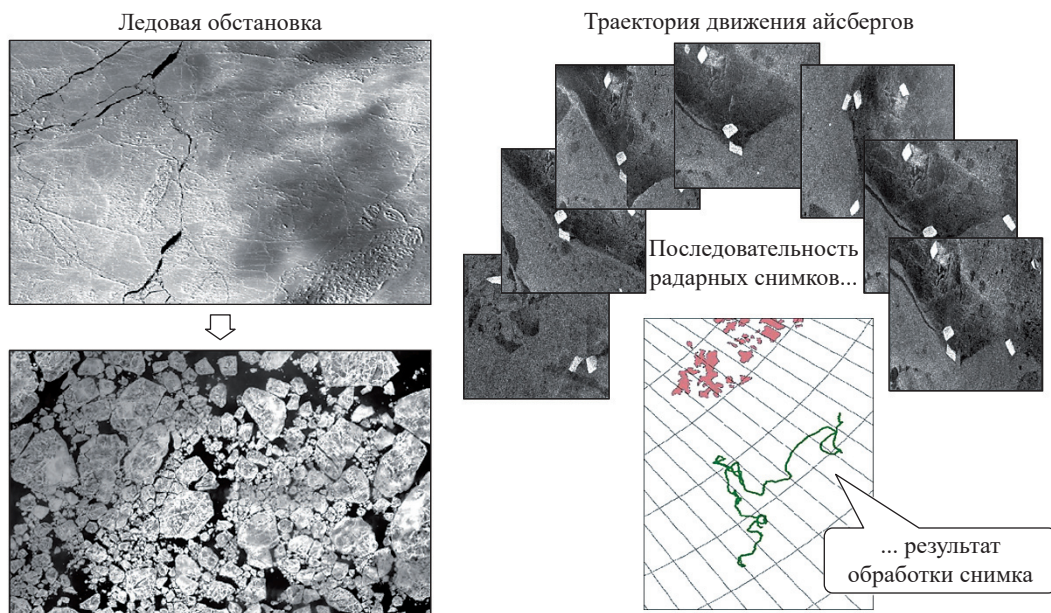 Ледовая обстановка
Траектория движения айсбергов
Последовательность
радарных снимков...
... результат
обработки снимка